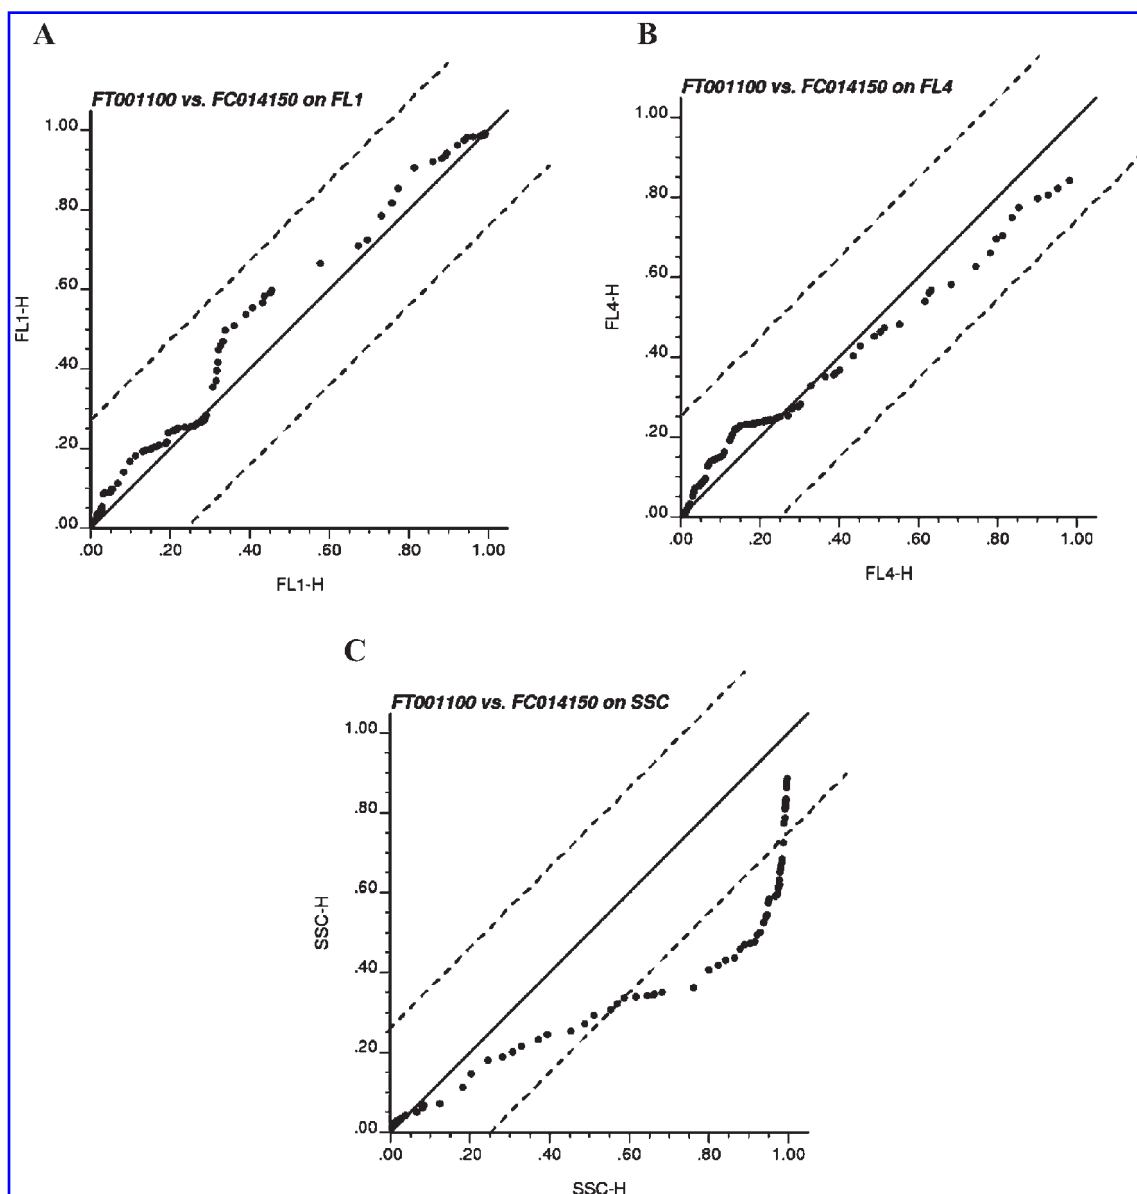 A
FT001100 vs. FC014150 on FL1
1.00
.80
.60
.40
.20
.00
FL1-H
.00 .20 .40 .60 .80 1.00
FL1-H
B
FT001100 vs. FC014150 on FL4
1.00
.80
.60
.40
.20
.00
FL4-H
.00 .20 .40 .60 .80 1.00
FL4-H
C
FT001100 vs. FC014150 on SSC
1.00
.80
.60
.40
.20
.00
SSC-H
.00 .20 .40 .60 .80 1.00
SSC-H